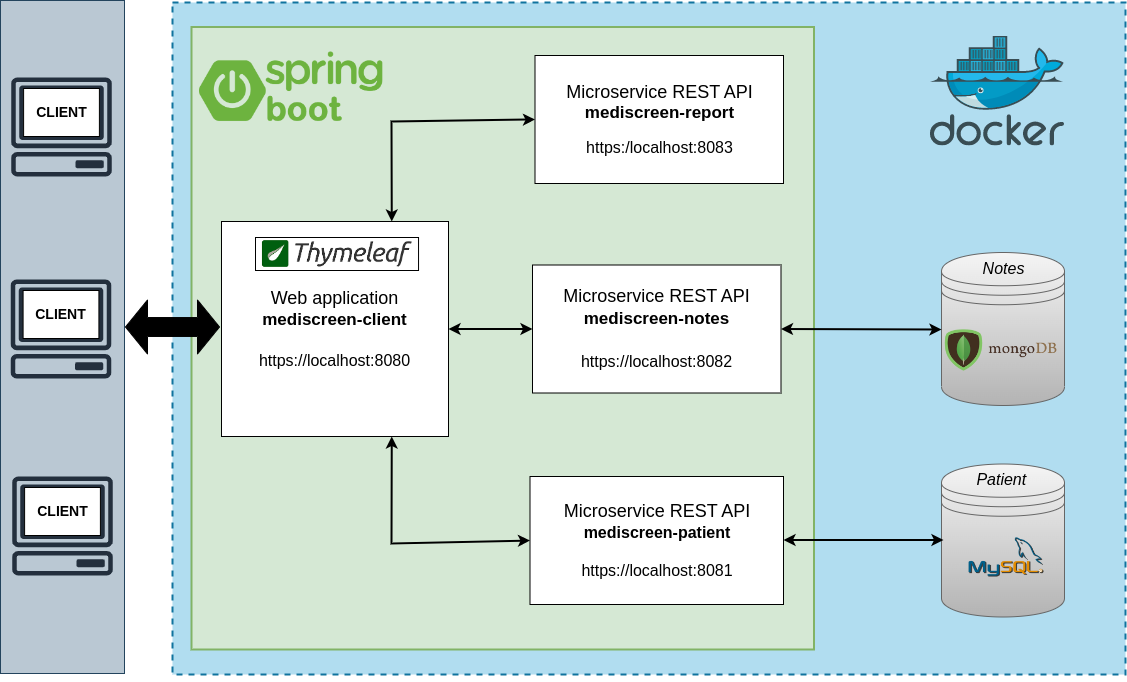 CLIENT
CLIENT
CLIENT
spring
boot
Thymeleaf
Web application
mediscreen-client
https://localhost:8080
Microservice REST API
mediscreen-report
https://localhost:8083
Microservice REST API
mediscreen-notes
https://localhost:8082
Microservice REST API
mediscreen-patient
https://localhost:8081
docker
Notes
mongoDB
Patient
MySQL